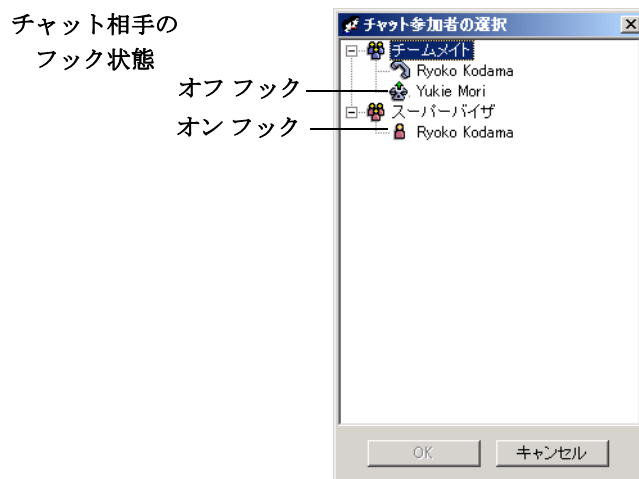 チャット相手の
フック状態
オフ フック
オン フック
チャット参加者の選択
チームメイト
Ryoko Kodama
Yukie Mori
スーパーバイザ
Ryoko Kodama
OK
キャンセル